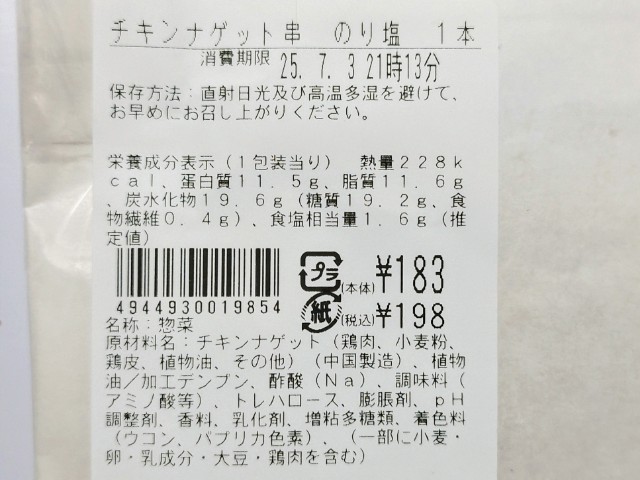 チキンナゲット串　のり塩　１本
消費期限 25. 7. 3 21時13分
保存方法：直射日光及び高温多湿を避けて、
お早めにお召し上がりください。
栄養成分表示（１包装当り）　熱量２２８ｋ
ｃａｌ、蛋白質１１．５ｇ、脂質１１．６ｇ
、炭水化物１９．６ｇ（糖質１９．２ｇ、食
物繊維０．４ｇ）、食塩相当量１．６ｇ（推
定値）
プラ
(本体) ¥183
4944930019854
紙
(税込) ¥198
名称：惣菜
原材料名：チキンナゲット（鶏肉、小麦粉、
鶏皮、植物油、その他）（中国製造）、植物
油／加工デンプン、酢酸（Ｎａ）、調味料（
アミノ酸等）、トレハロース、膨脹剤、ｐＨ
調整剤、香料、乳化剤、増粘多糖類、着色料
（ウコン、パプリカ色素）、（一部に小麦・
卵・乳成分・大豆・鶏肉を含む）